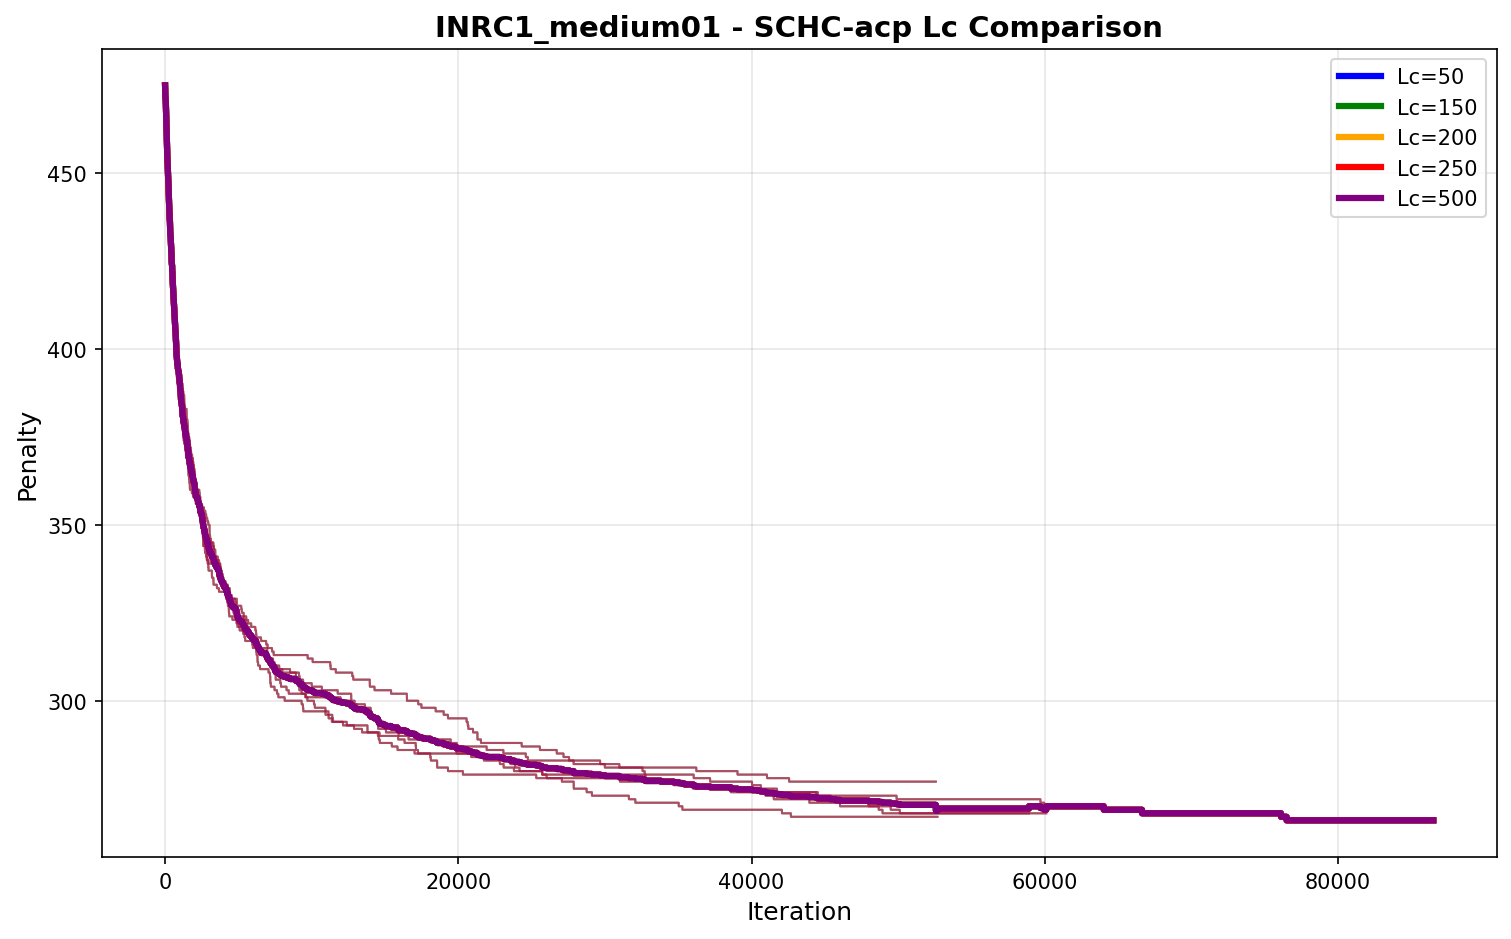 INRC1_medium01 - SCHC-acp Lc Comparison
Lc=50
Lc=150
Lc=200
Lc=250
Lc=500
Penalty
450
400
350
300
0
20000
40000
60000
80000
Iteration